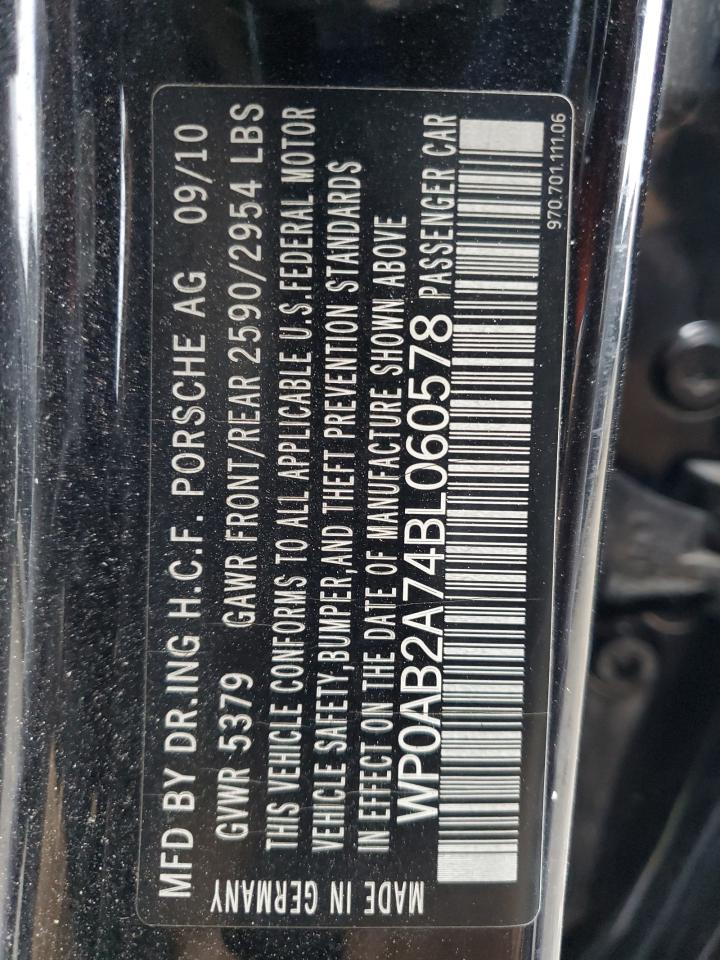 MFD BY DR.ING H.C.F. PORSCHE AG 09/10
GVWR 5379 GAWR FRONT/REAR 2590/2954 LBS
THIS VEHICLE CONFORMS TO ALL APPLICABLE U.S.FEDERAL MOTOR
VEHICLE SAFETY,BUMPER,AND THEFT PREVENTION STANDARDS
IN EFFECT ON THE DATE OF MANUFACTURE SHOWN ABOVE
WP0AB2A74BL060578 PASSENGER CAR
MADE IN GERMANY
970.701.111.06